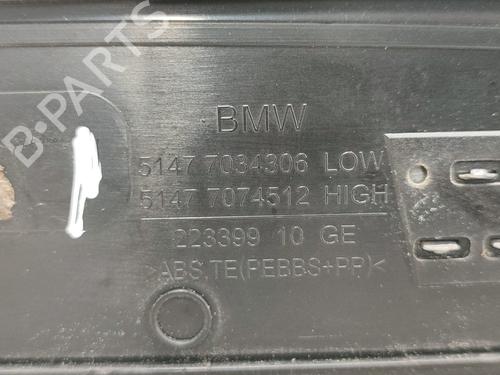 B-PARTS
BMW
5147 7034306 LOW
5147 7074512 HIGH
223399 10 GE
>ABS,TE(PEBBS+PP)<